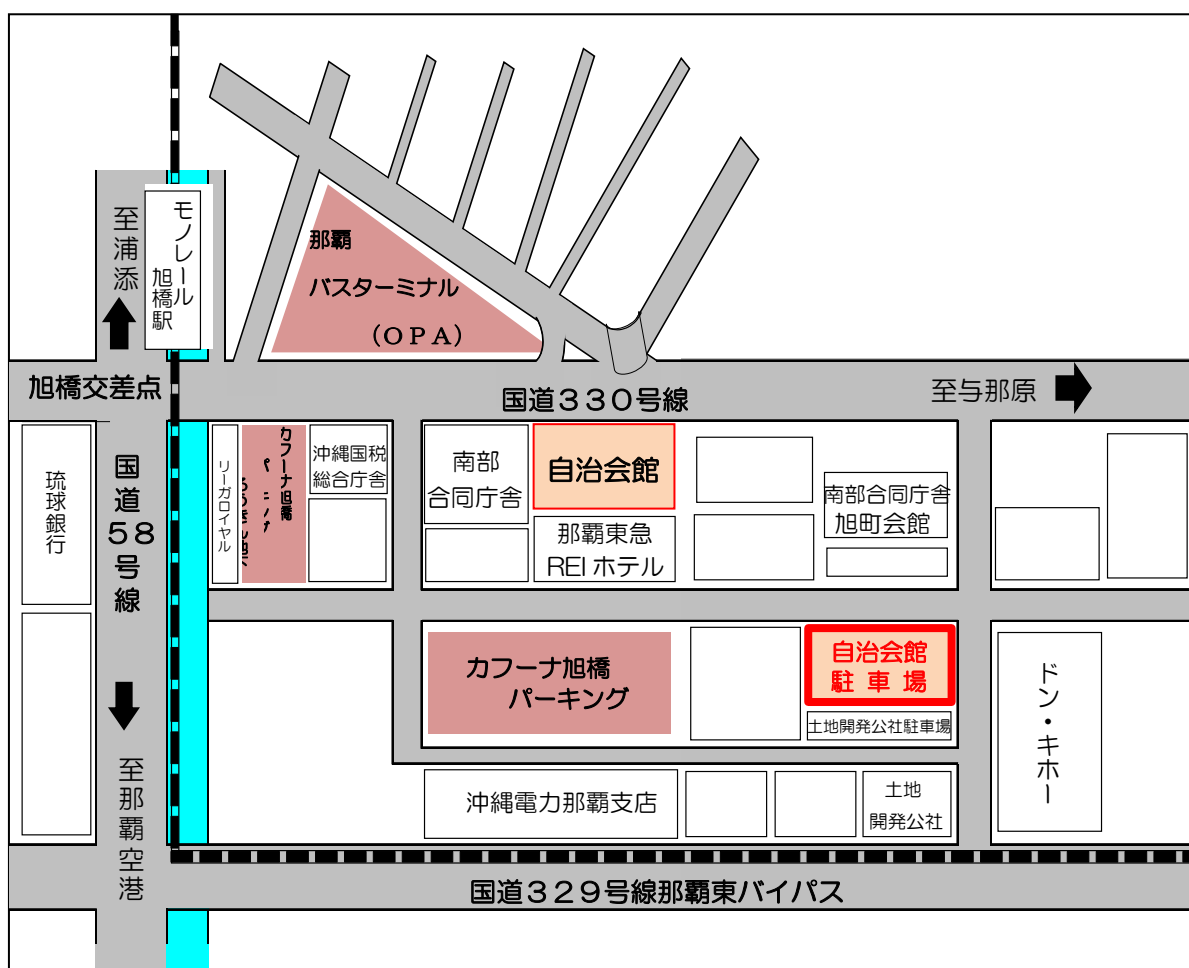 至浦添
モノレール
旭橋駅
那覇
バスターミナル
(ＯＰＡ)
旭橋交差点
国道３３０号線
至与那原
琉球銀行
国道５８号線
リーガロイヤル
カフーナ旭橋
パーキング
沖縄国税
総合庁舎
南部
合同庁舎
自治会館
那覇東急
REI ホテル
南部合同庁舎
旭町会館
カフーナ旭橋
パーキング
自治会館
駐車場
土地開発公社駐車場
ドン・キホー
至那覇空港
沖縄電力那覇支店
土地
開発公社
国道３２９号線那覇東バイパス